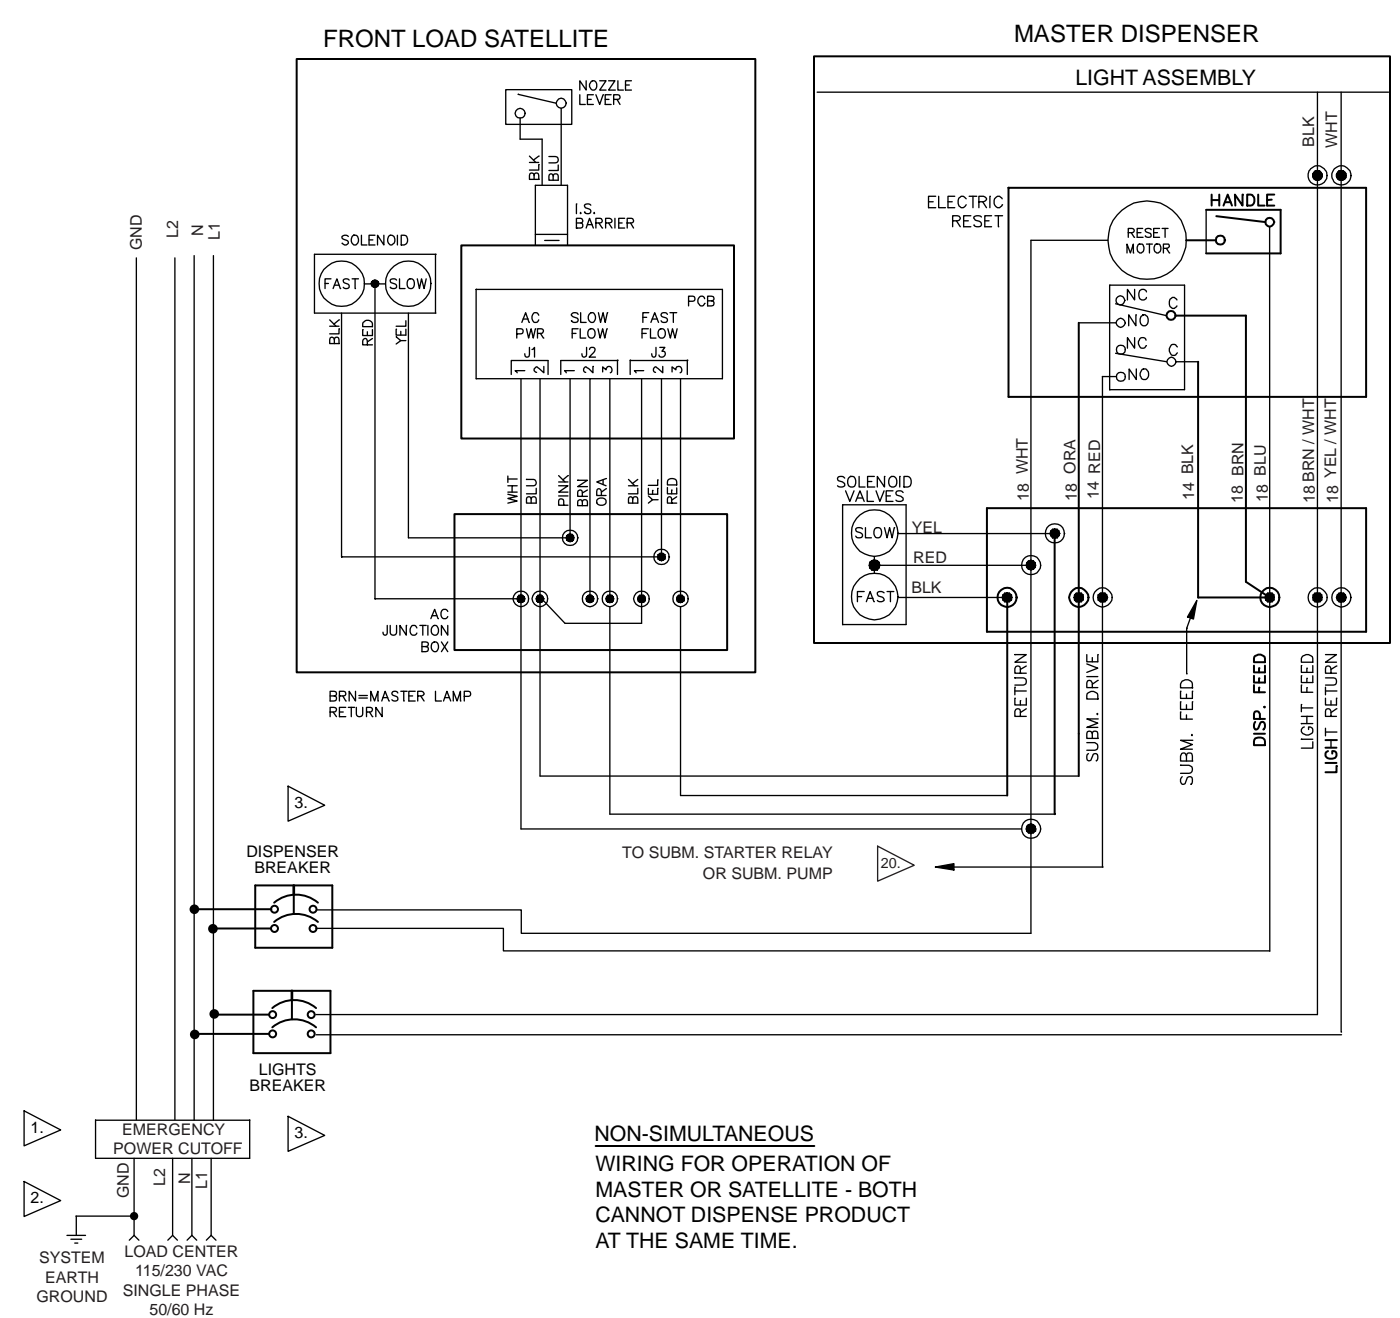 FRONT LOAD SATELLITE
MASTER DISPENSER
LIGHT ASSEMBLY
NOZZLE
LEVER
BLK
BLU
I.S.
BARRIER
SOLENOID
FAST
SLOW
BLK
RED
YEL
PCB
AC
PWR
SLOW
FLOW
FAST
FLOW
J1
J2
J3
1
2
1
2
3
1
2
3
WHT
BLU
PINK
BRN
ORA
BLK
YEL
RED
AC
JUNCTION
BOX
BRN=MASTER LAMP
RETURN
BLK
WHT
ELECTRIC
RESET
RESET
MOTOR
HANDLE
NC
C
NO
NC
C
NO
18 WHT
18 ORA
14 RED
14 BLK
18 BRN
18 BLU
18 BRN / WHT
18 YEL / WHT
SOLENOID
VALVES
SLOW
FAST
YEL
RED
BLK
RETURN
SUBM. DRIVE
SUBM. FEED
DISP. FEED
LIGHT FEED
LIGHT RETURN
GND
L2
N
L1
3.
DISPENSER
BREAKER
TO SUBM. STARTER RELAY
OR SUBM. PUMP
20.
LIGHTS
BREAKER
1.
EMERGENCY
POWER CUTOFF
3.
2.
GND
L2
N
L1
SYSTEM
EARTH
GROUND
LOAD CENTER
115/230 VAC
SINGLE PHASE
50/60 Hz
NON-SIMULTANEOUS
WIRING FOR OPERATION OF
MASTER OR SATELLITE - BOTH
CANNOT DISPENSE PRODUCT
AT THE SAME TIME.